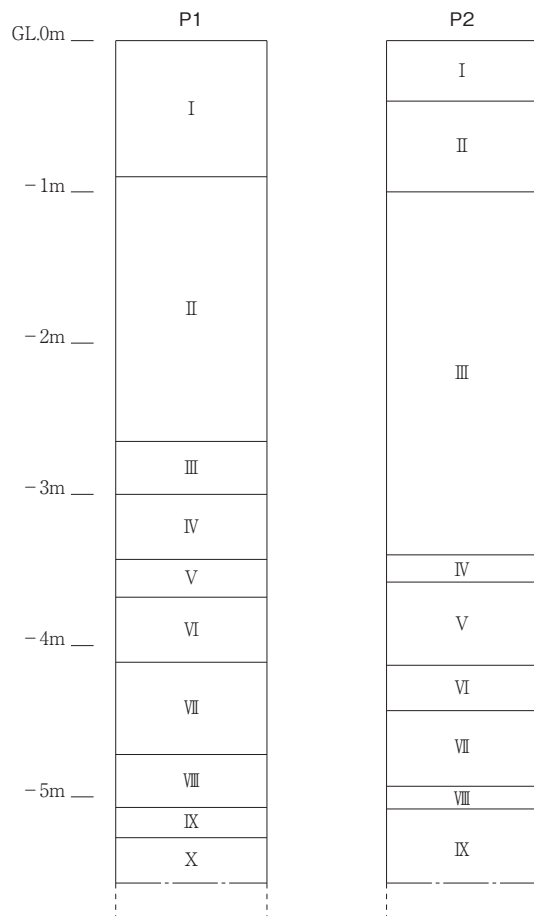 P1
P2
GL.0m
-1m
-2m
-3m
-4m
-5m
Ⅰ
Ⅱ
Ⅲ
Ⅳ
Ⅴ
Ⅵ
Ⅶ
Ⅷ
Ⅸ
Ⅹ
Ⅰ
Ⅱ
Ⅲ
Ⅳ
Ⅴ
Ⅵ
Ⅶ
Ⅷ
Ⅸ